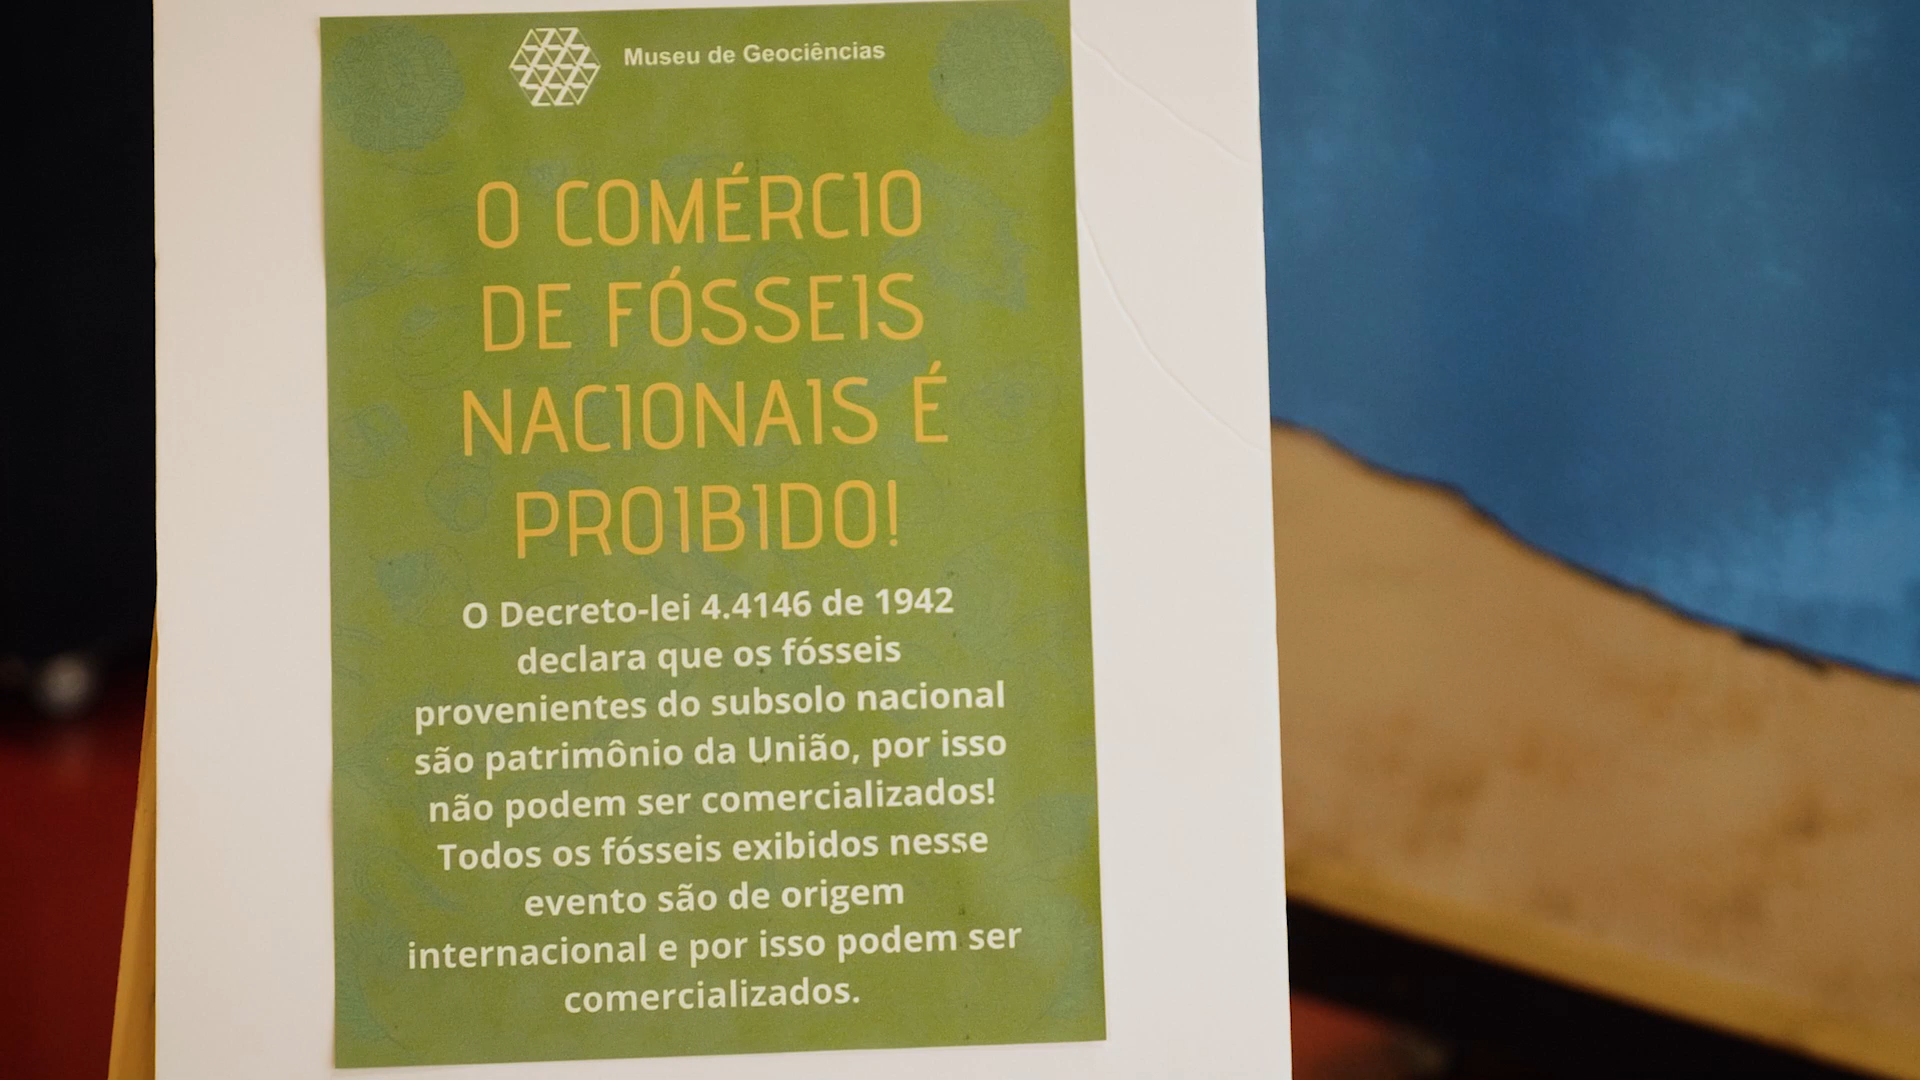 Museu de Geociências
O COMÉRCIO
DE FÓSSEIS
NACIONAIS É
PROIBIDO!
O Decreto-lei 4.4146 de 1942
declara que os fósseis
provenientes do subsolo nacional
são patrimônio da União, por isso
não podem ser comercializados!
Todos os fósseis exibidos nesse
evento são de origem
internacional e por isso podem ser
comercializados.